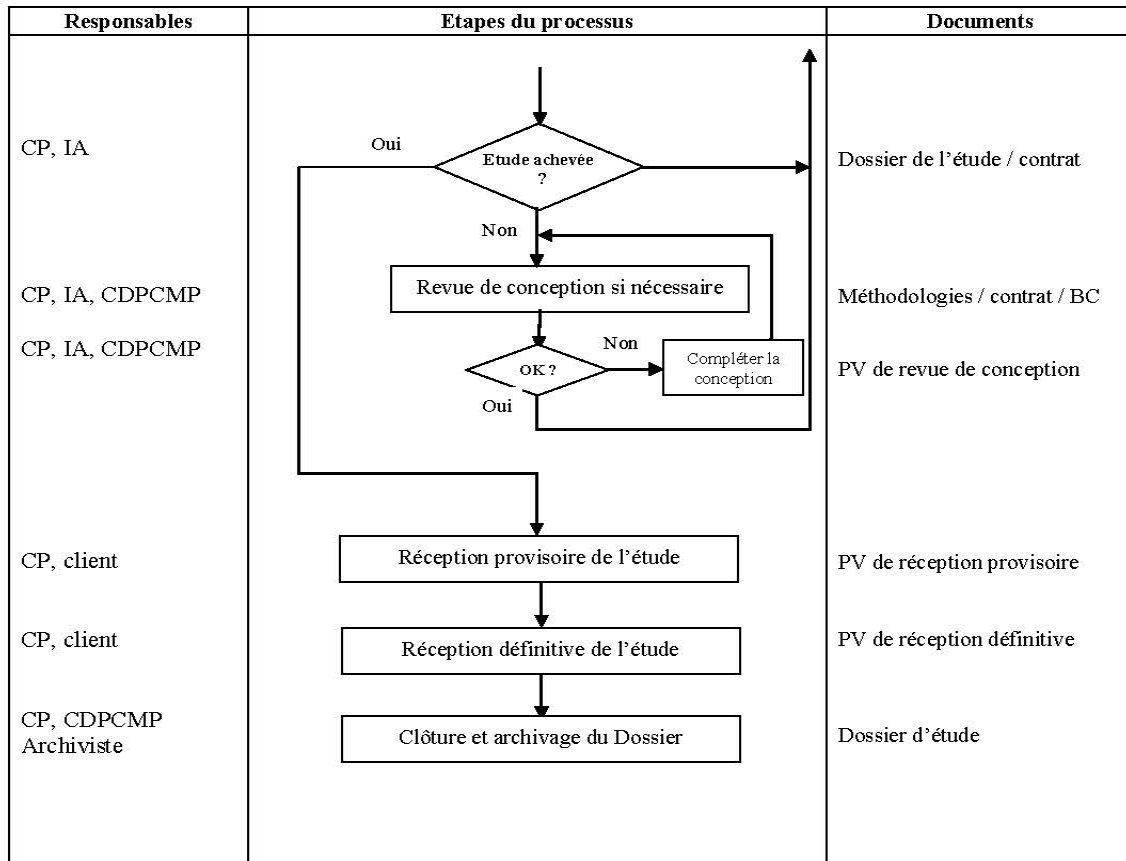 Responsables
Etapes du processus
Documents
CP, IA
Oui
Etude achevée
?
Dossier de l'étude / contrat
Non
CP, IA, CDPCMP
Revue de conception si nécessaire
Méthodologies / contrat / BC
CP, IA, CDPCMP
OK ?
Non
Compléter la
conception
PV de revue de conception
Oui
CP, client
Réception provisoire de l'étude
PV de réception provisoire
CP, client
Réception définitive de l'étude
PV de réception définitive
CP, CDPCMP
Archiviste
Clôture et archivage du Dossier
Dossier d'étude